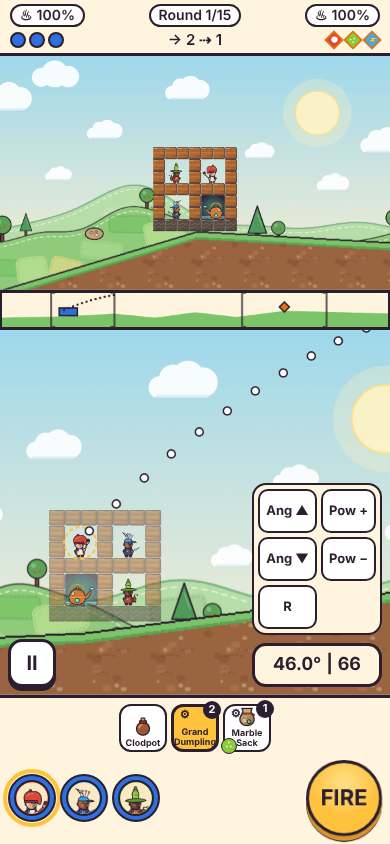 ♨ 100%
Round 1/15
♨ 100%
→ 2 ⇢ 1
Ang ▲
Pow +
Ang ▼
Pow −
R
46.0° | 66
Clodpot
2
Grand
Dumpling
1
Marble
Sack
FIRE